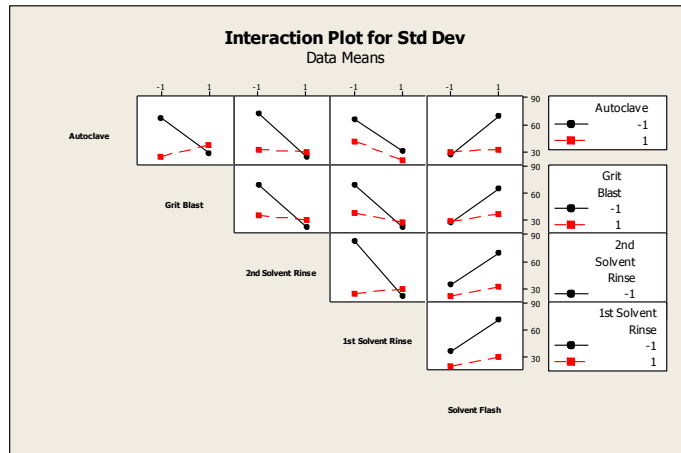 Interaction Plot for Std Dev
Data Means
-1 1 -1 1 -1 1 -1 1
Autoclave
90
60
30
Autoclave
-1
1
Grit Blast
90
60
30
Grit
Blast
-1
1
2nd Solvent Rinse
90
60
30
2nd
Solvent
Rinse
-1
1st Solvent Rinse
90
60
30
1st Solvent
Rinse
-1
1
Solvent Flash